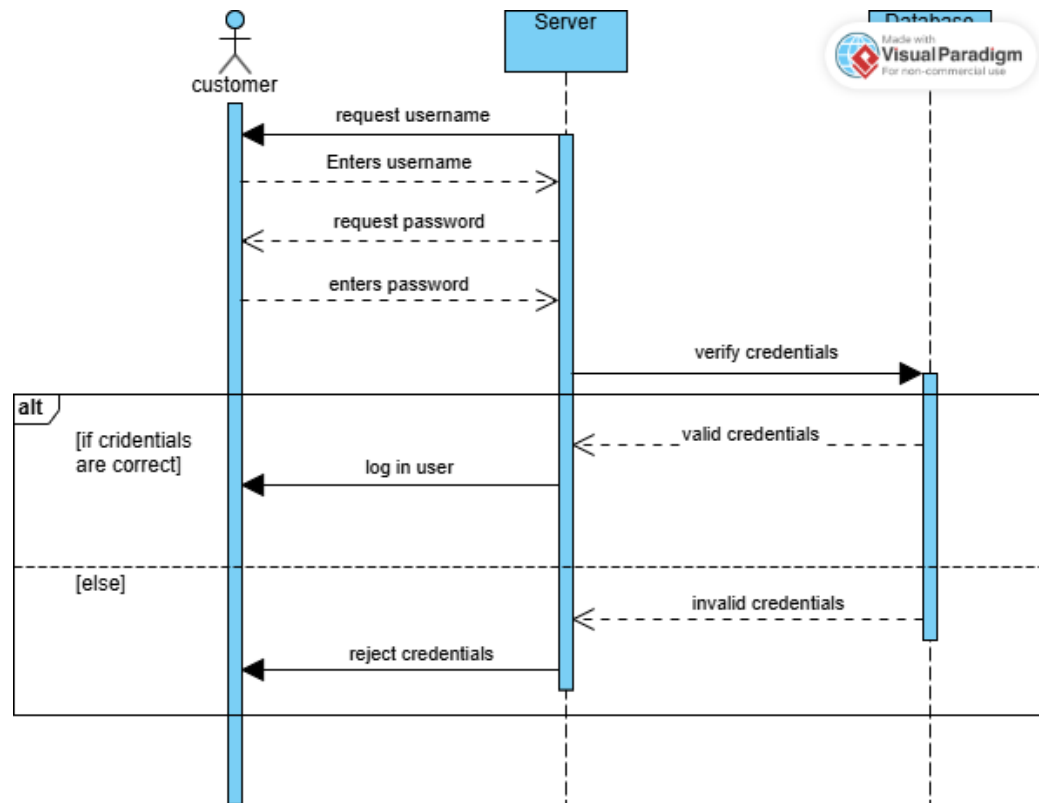 Server
Database
Made with
Visual Paradigm
For non-commercial use
customer
request username
Enters username
request password
enters password
verify credentials
alt
[if cridentials
are correct]
valid credentials
log in user
[else]
invalid credentials
reject credentials